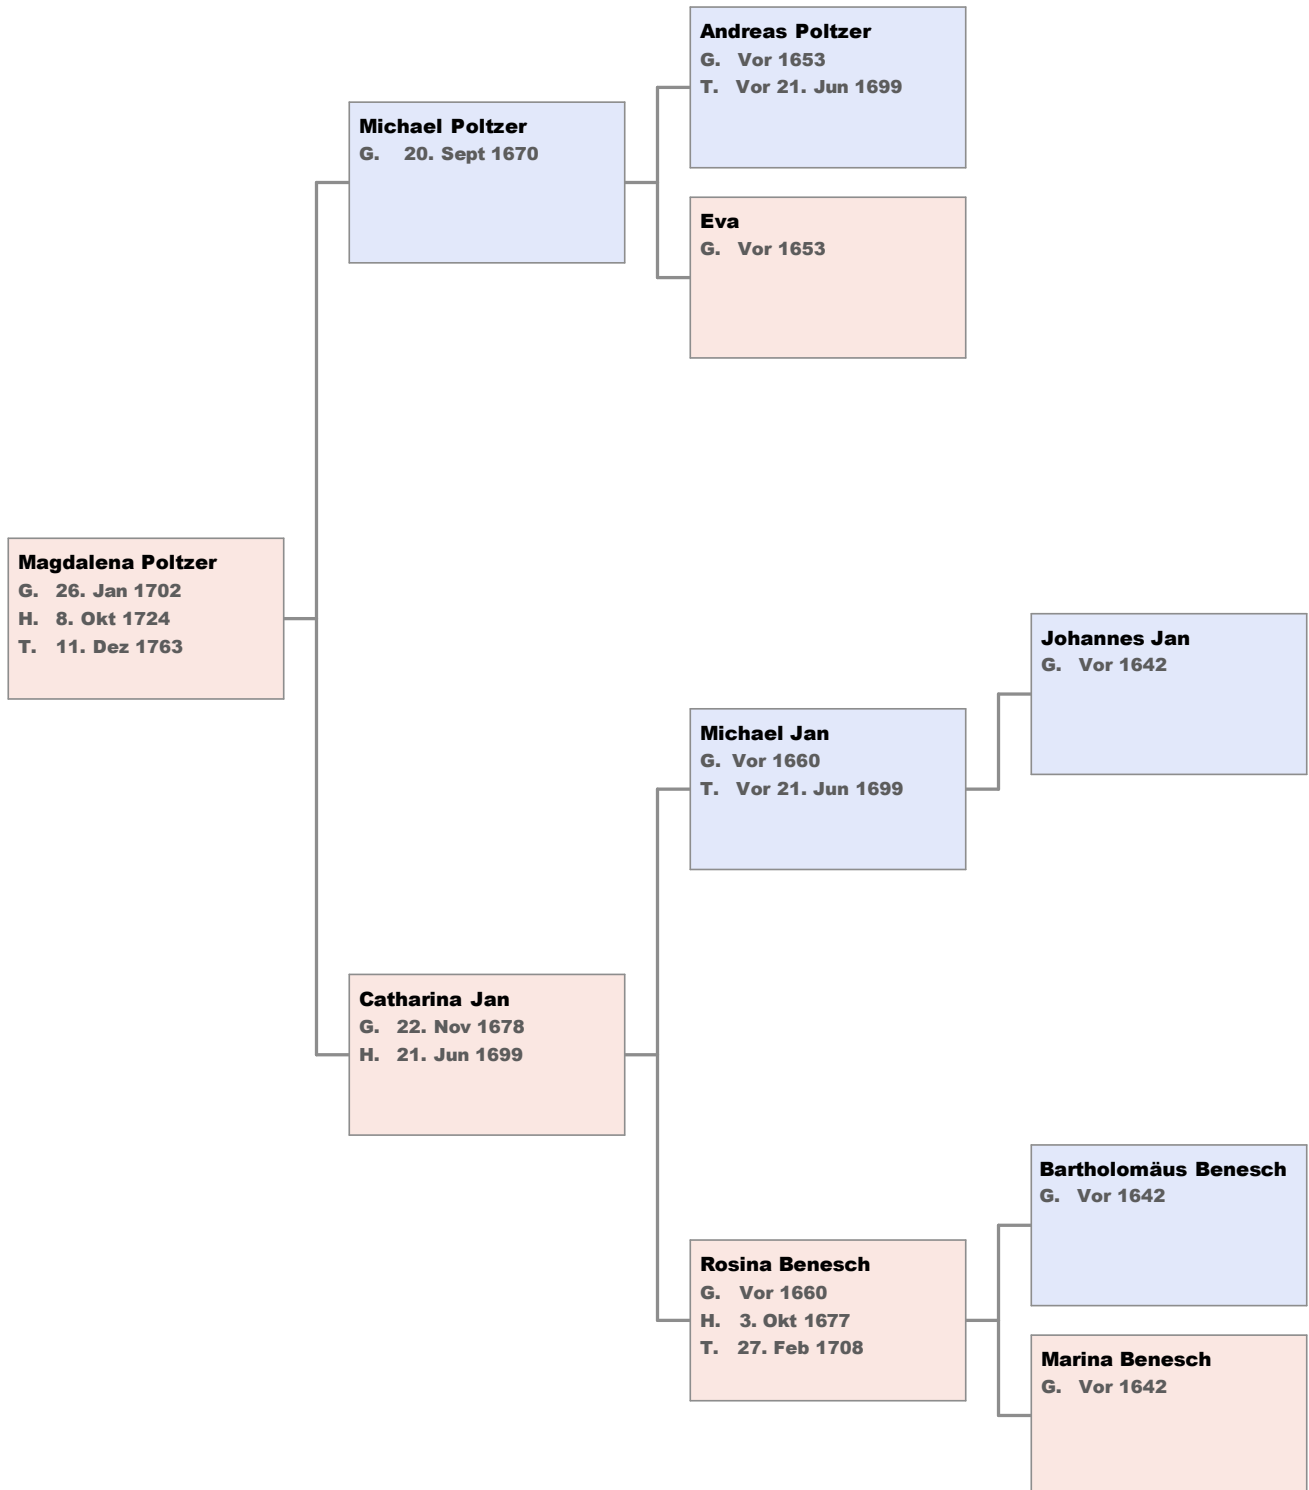 Andreas Poltzer
G. Vor 1653
T. Vor 21. Jun 1699
Michael Poltzer
G. 20. Sept 1670
Eva
G. Vor 1653
Magdalena Poltzer
G. 26. Jan 1702
H. 8. Okt 1724
T. 11. Dez 1763
Johannes Jan
G. Vor 1642
Michael Jan
G. Vor 1660
T. Vor 21. Jun 1699
Catharina Jan
G. 22. Nov 1678
H. 21. Jun 1699
Bartholomäus Benesch
G. Vor 1642
Rosina Benesch
G. Vor 1660
H. 3. Okt 1677
T. 27. Feb 1708
Marina Benesch
G. Vor 1642